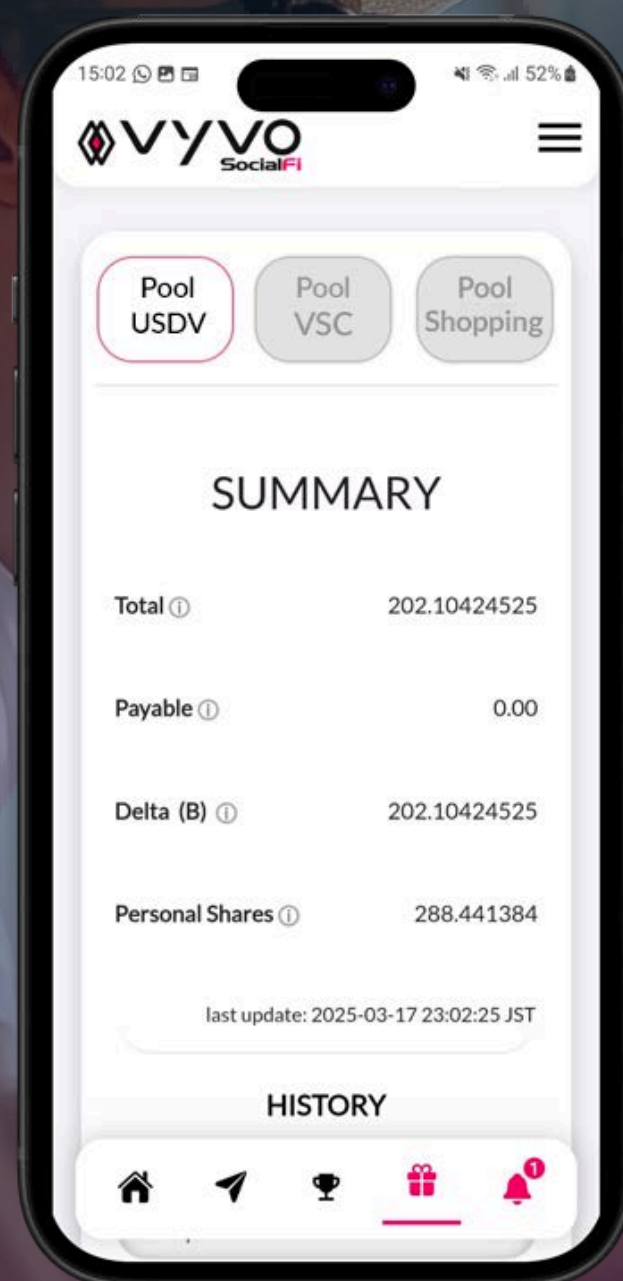 15:02 52%
VYVO
SocialFi
Pool USDV
Pool VSC
Pool Shopping
SUMMARY
Total 202.10424525
Payable 0.00
Delta (B) 202.10424525
Personal Shares 288.441384
last update: 2025-03-17 23:02:25 JST
HISTORY
1